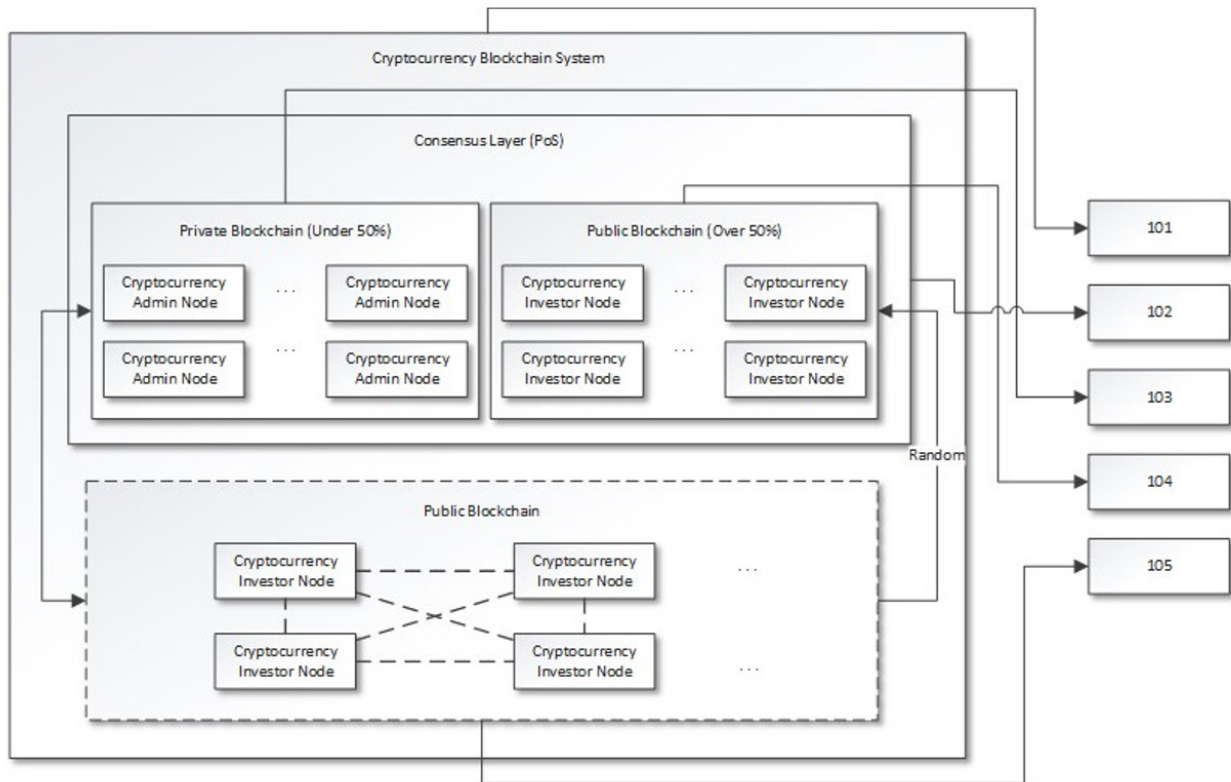 Cryptocurrency Blockchain System
Consensus Layer (PoS)
Private Blockchain (Under 50%)
Cryptocurrency
Admin Node
. . .
Cryptocurrency
Admin Node
Cryptocurrency
Admin Node
. . .
Cryptocurrency
Admin Node
Public Blockchain (Over 50%)
Cryptocurrency
Investor Node
. . .
Cryptocurrency
Investor Node
Cryptocurrency
Investor Node
. . .
Cryptocurrency
Investor Node
Random
Public Blockchain
Cryptocurrency
Investor Node
Cryptocurrency
Investor Node
. . .
Cryptocurrency
Investor Node
Cryptocurrency
Investor Node
. . .
101
102
103
104
105